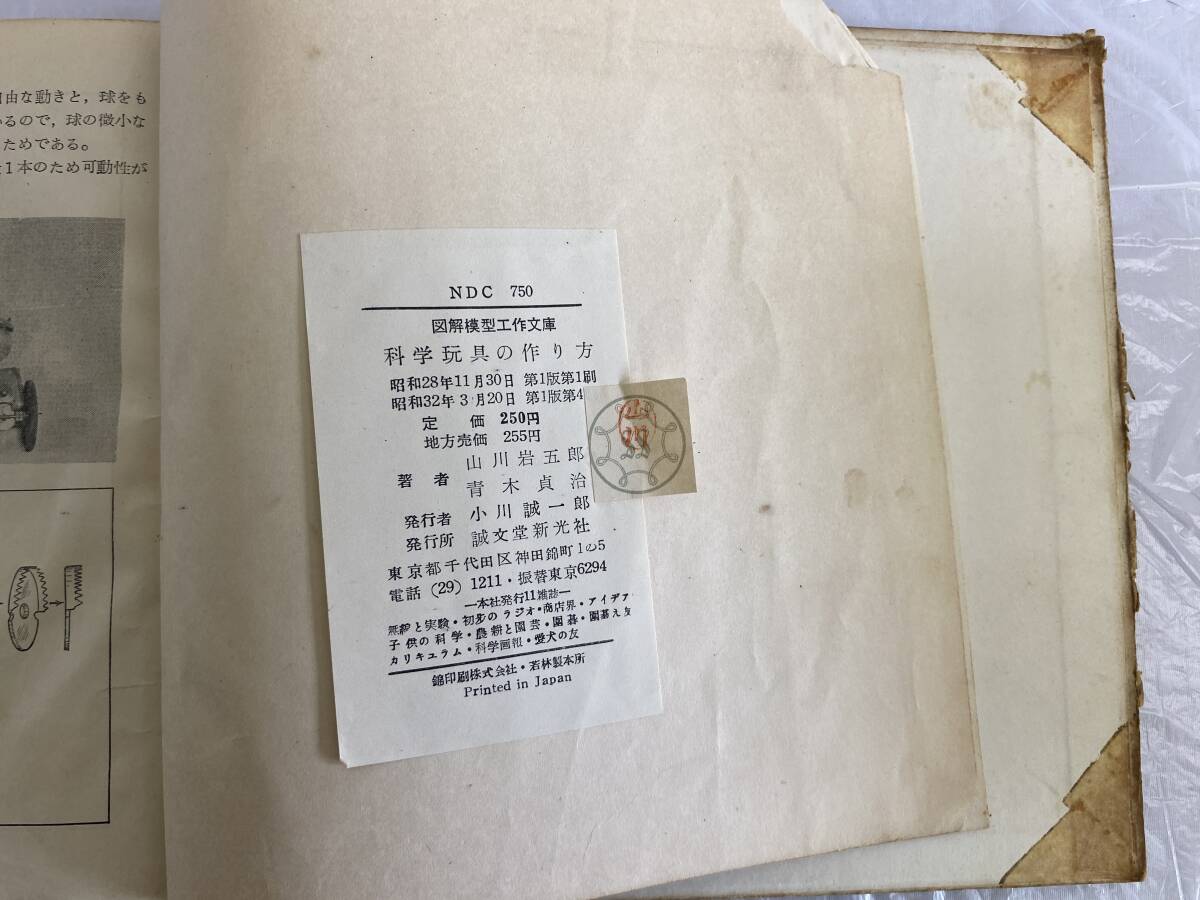 由な動きと，球をも
いるので，球の微小な
ためである。
1本のため可動性が
NDC 750
図解模型工作文庫
科学玩具の作り方
昭和28年11月30日 第1版第1刷
昭和32年3月20日 第1版第4
定 価 250円
地方売価 255円
著者 山川岩五郎
青木貞治
発行者 小川誠一郎
発行所 誠文堂新光社
東京都千代田区神田錦町1の5
電話 (29) 1211・振替東京6294
―本社発行11雑誌―
無線と実験・初歩のラジオ・商店界・アイデア
子供の科学・農耕と園芸・囲碁・囲碁え友
カリキュラム・科学画報・愛犬の友
錦印刷株式会社・若林製本所
Printed in Japan
山川